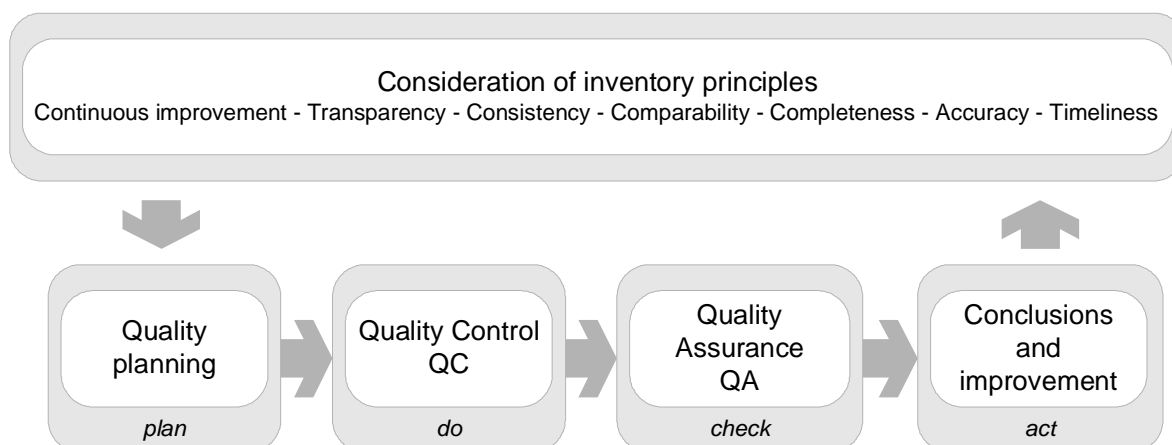 Consideration of inventory principles
Continuous improvement - Transparency - Consistency - Comparability - Completeness - Accuracy - Timeliness
Quality
planning
plan
Quality Control
QC
do
Quality
Assurance
QA
check
Conclusions
and
improvement
act